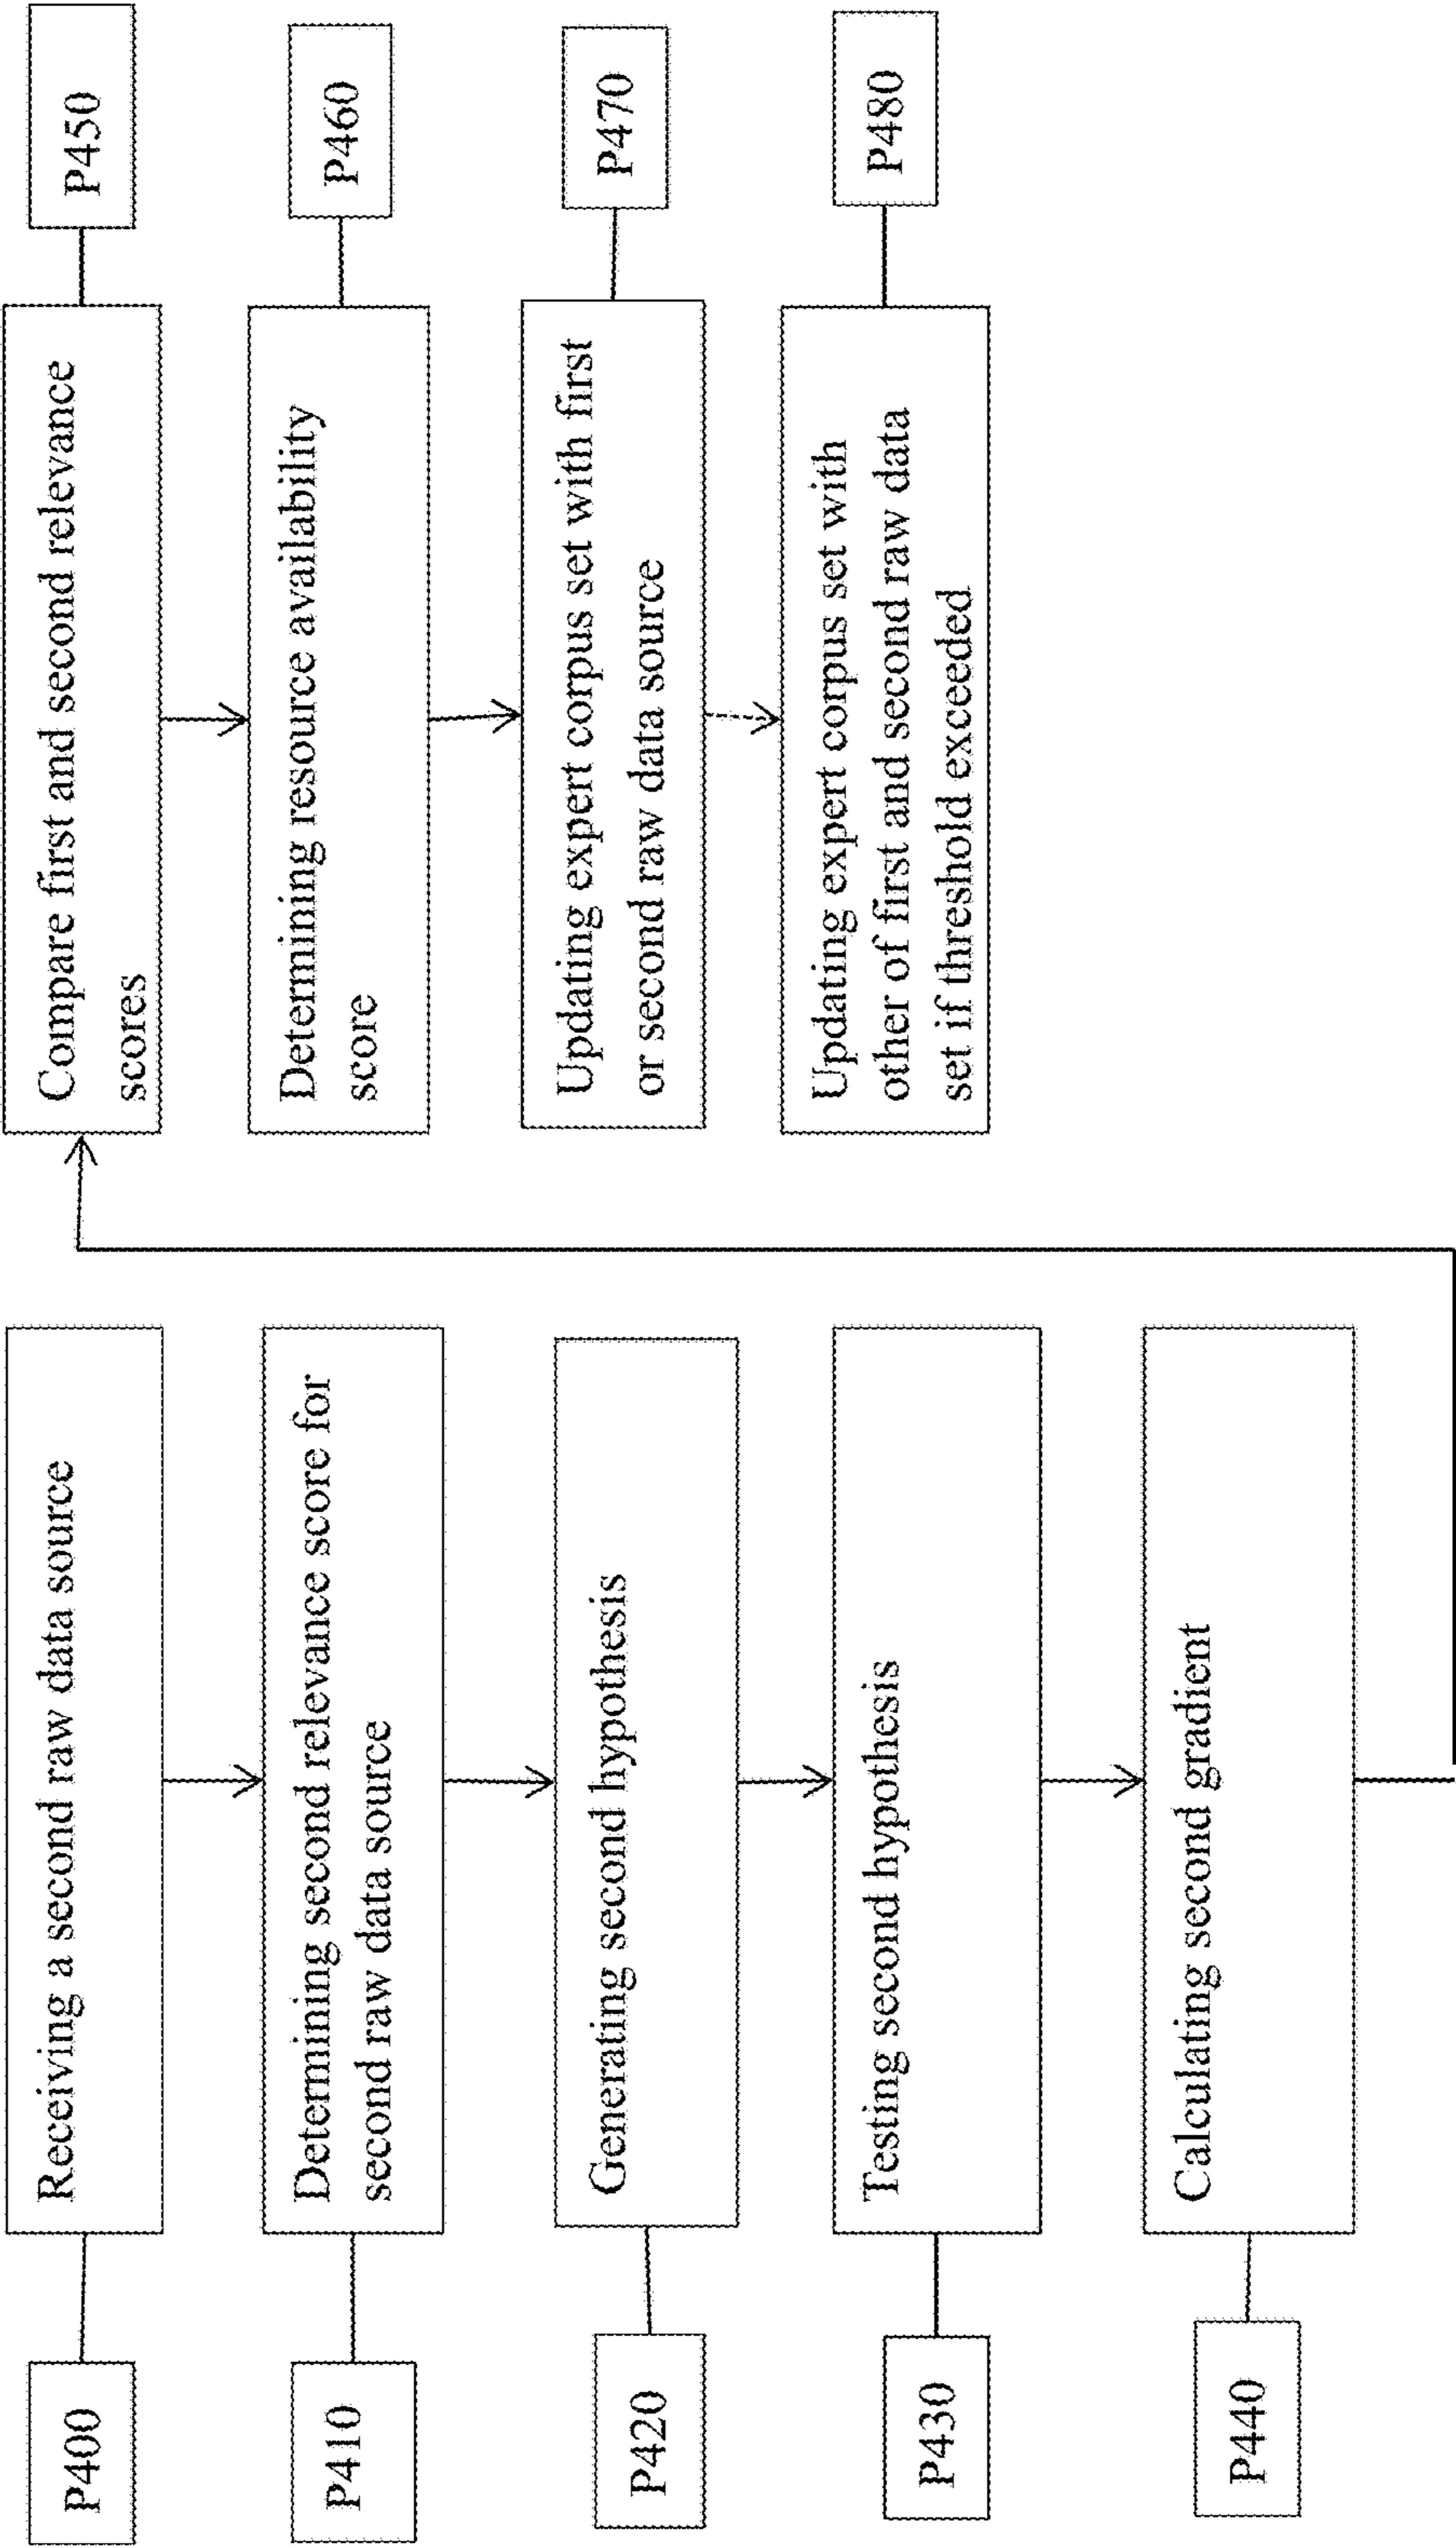 P400
Receiving a second raw data source
P410
Determining second relevance score for
second raw data source
P420
Generating second hypothesis
P430
Testing second hypothesis
P440
Calculating second gradient
Compare first and second relevance
scores
P450
Determining resource availability
score
P460
Updating expert corpus set with first
or second raw data source
P470
Updating expert corpus set with
other of first and second raw data
set if threshold exceeded
P480